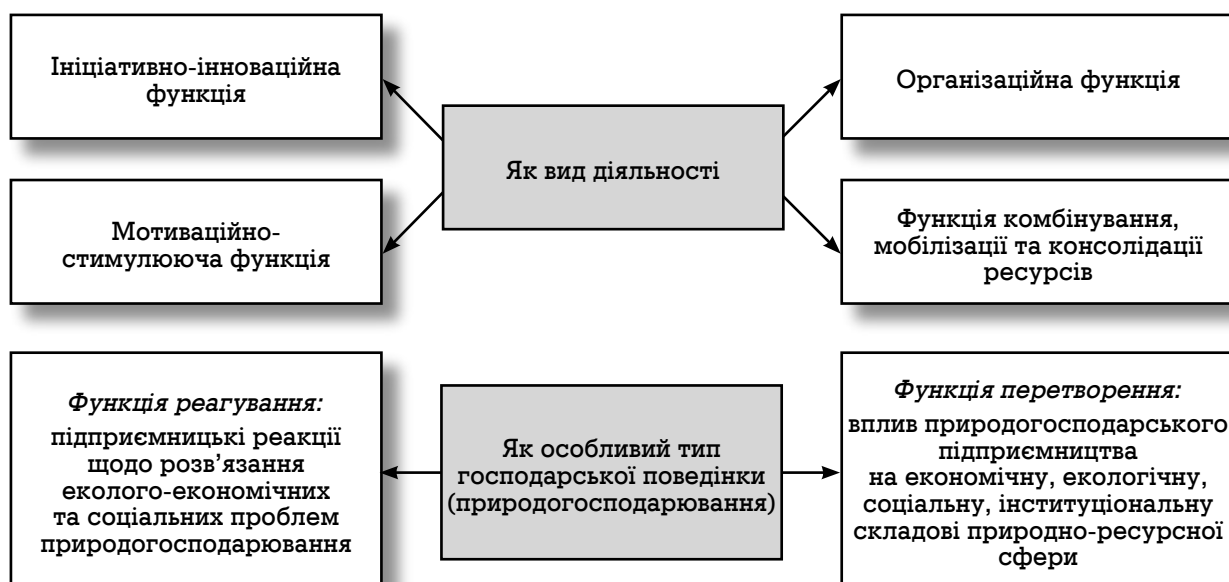 Ініціативно-інноваційна
функція
Організаційна функція
Як вид діяльності
Мотиваційно-
стимулююча функція
Функція комбінування,
мобілізації та консолідації
ресурсів
Функція реагування:
підприємницькі реакції
щодо розв’язання
еколого-економічних
та соціальних проблем
природогосподарювання
Як особливий тип
господарської поведінки
(природогосподарювання)
Функція перетворення:
вплив природогосподарського
підприємництва
на економічну, екологічну,
соціальну, інституціональну
складові природно-ресурсної
сфери